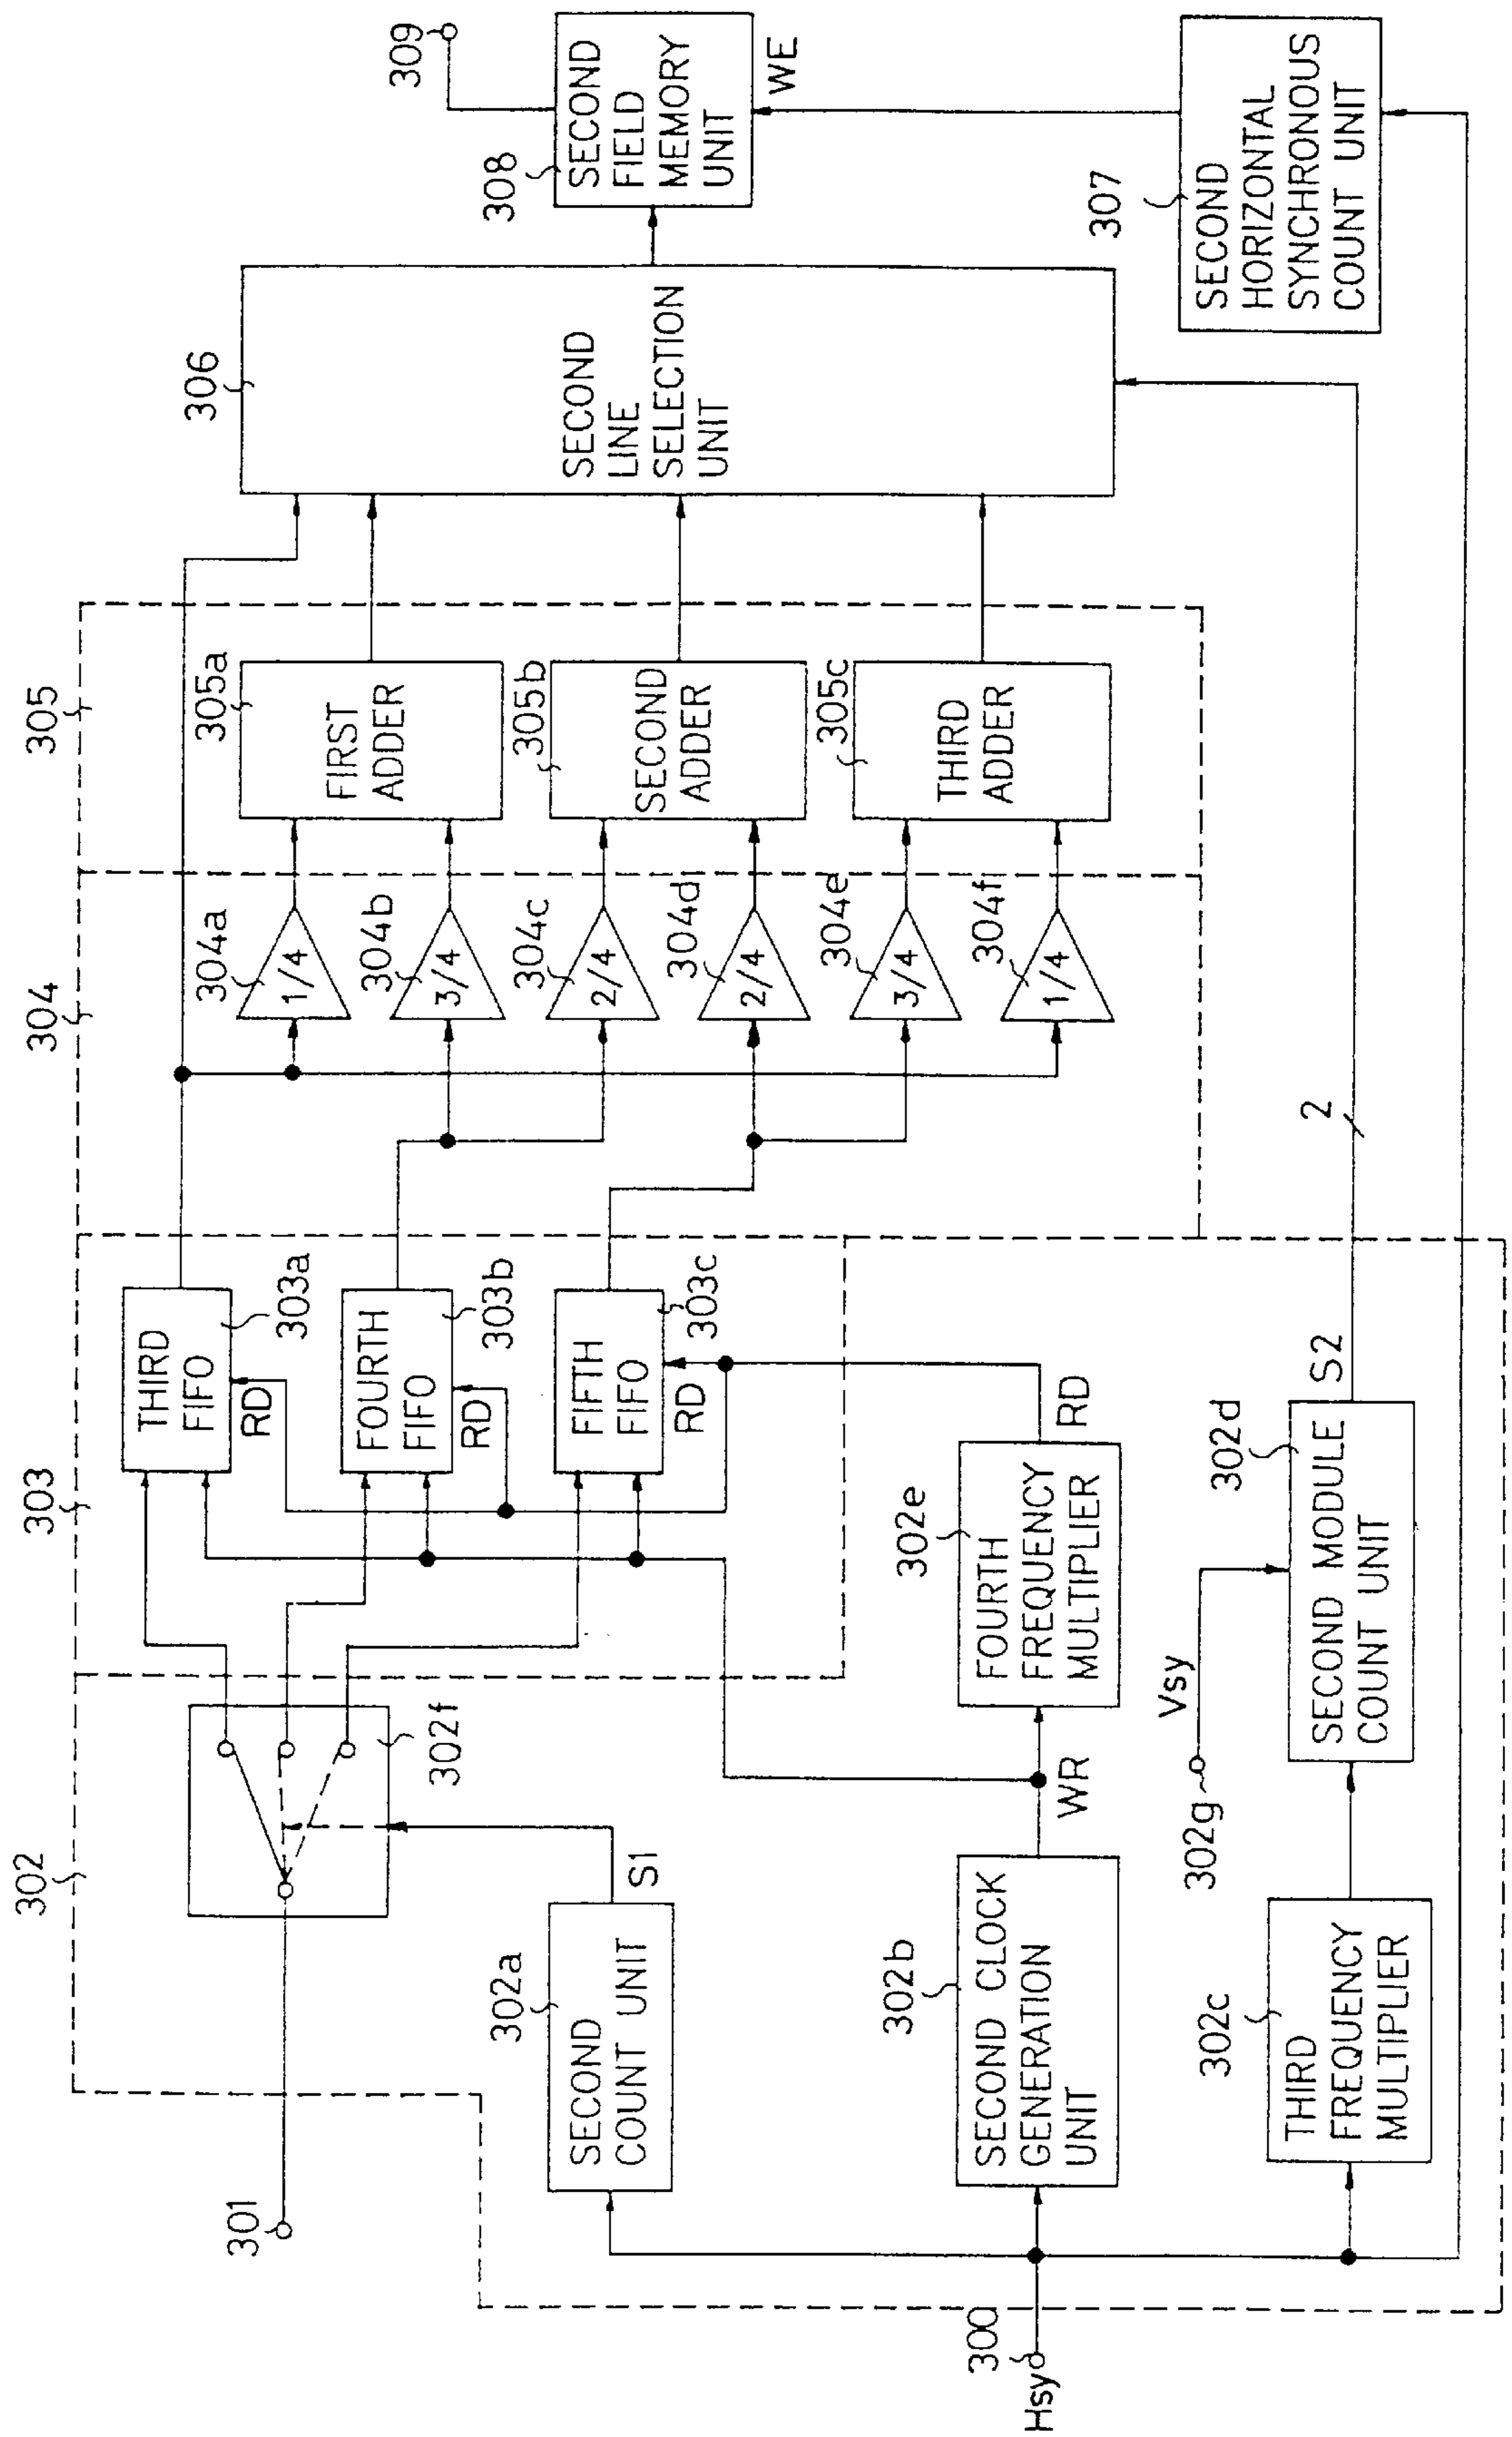 301
300
Hsy
302
302f
302a
SECOND
COUNT UNIT
S1
302b
SECOND CLOCK
GENERATION
UNIT
WR
302c
THIRD
FREQUENCY
MULTIPLIER
302g
Vsy
302d
SECOND MODULE
COUNT UNIT
S2
302e
FOURTH
FREQUENCY
MULTIPLIER
RD
303
THIRD
FIFO
303a
RD
FOURTH
FIFO
303b
RD
FIFTH
FIFO
303c
RD
2
304
304a
1/4
304b
3/4
304c
2/4
304d
2/4
304e
3/4
304f
1/4
305
305a
FIRST
ADDER
305b
SECOND
ADDER
305c
THIRD
ADDER
306
SECOND
LINE
SELECTION
UNIT
307
SECOND
HORIZONTAL
SYNCHRONOUS
COUNT UNIT
308
SECOND
FIELD
MEMORY
UNIT
WE
309